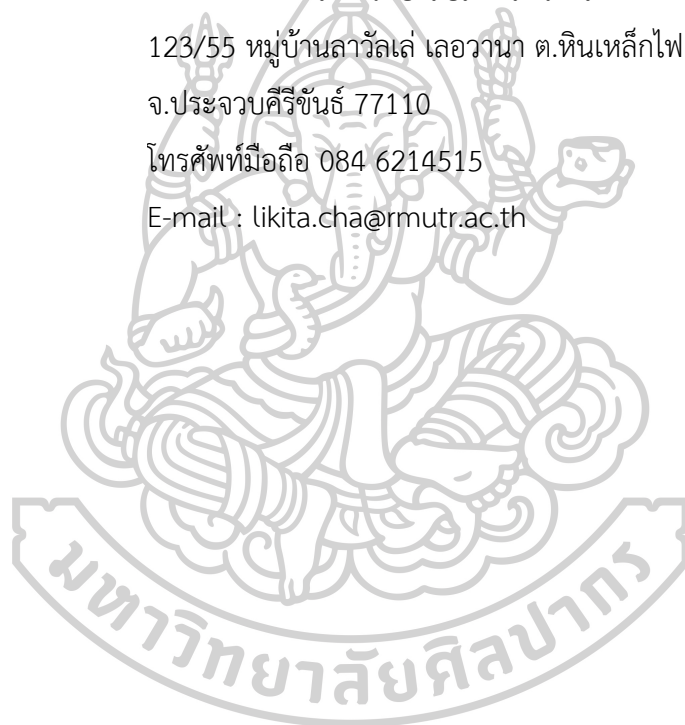 123/55 หมู่บ้านลาวัลเล่ เลอวานา ต.หินเหล็กไฟ
จ.ประจวบคีรีขันธ์ 77110
โทรศัพท์มือถือ 084 6214515
E-mail : likita.cha@rmutr.ac.th
มหาวิทยาลัยศิลปากร